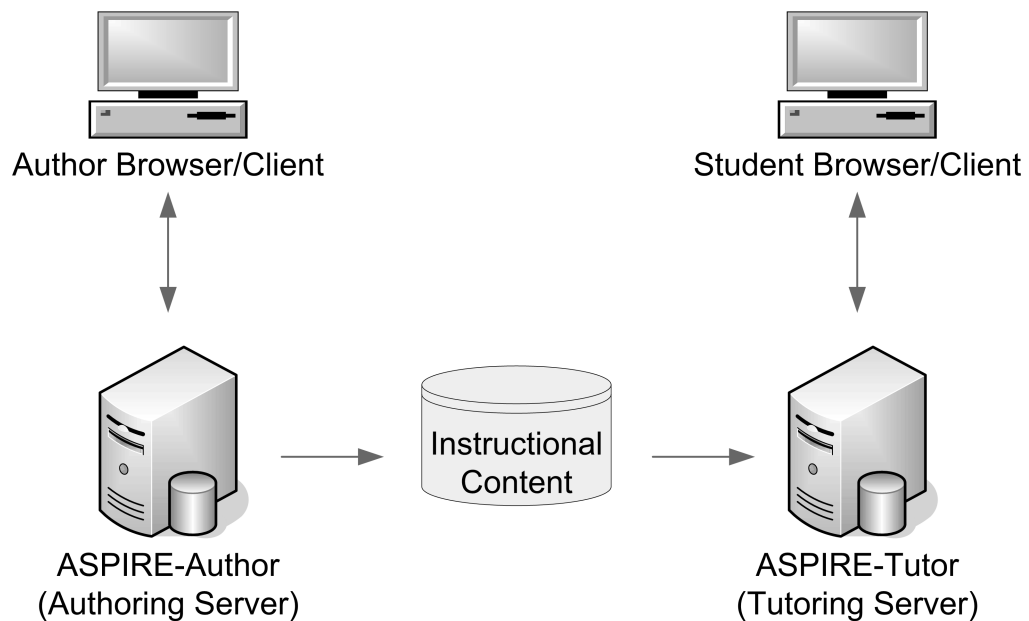 Author Browser/Client
Student Browser/Client
Instructional
Content
ASPIRE-Author
(Authoring Server)
ASPIRE-Tutor
(Tutoring Server)